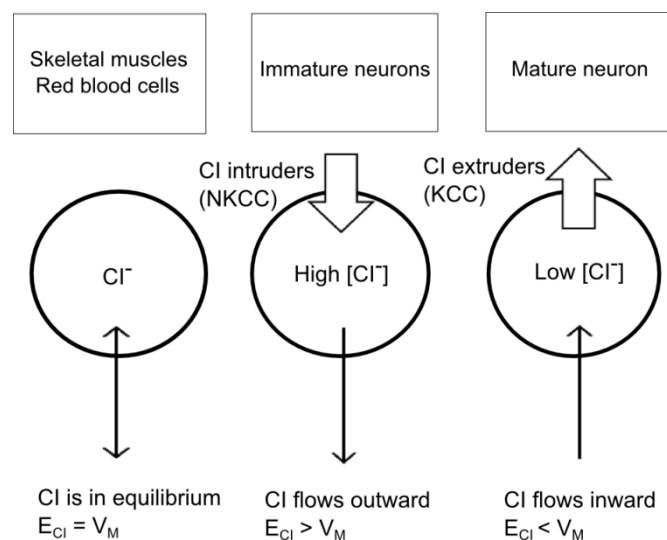 Skeletal muscles
Red blood cells
Immature neurons
Mature neuron
Cl intruders
(NKCC)
Cl extruders
(KCC)
Cl⁻
High [Cl⁻]
Low [Cl⁻]
Cl is in equilibrium
E_Cl = V_M
Cl flows outward
E_Cl > V_M
Cl flows inward
E_Cl < V_M